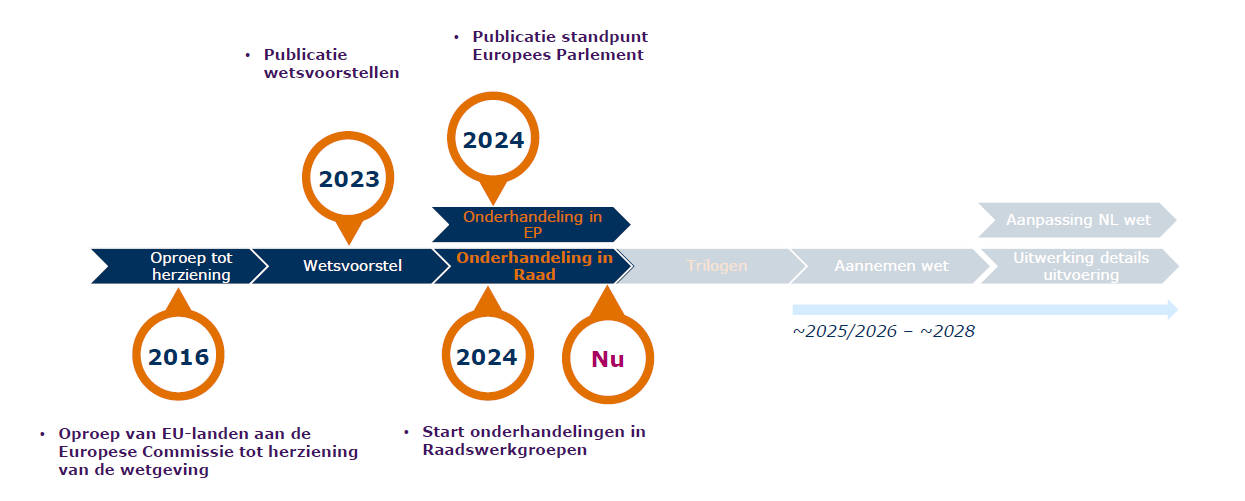 • Publicatie
wetsvoorstellen
• Publicatie standpunt
Europees Parlement
2023
2024
Onderhandeling in
EP
Aanpassing NL wet
Oproep tot
herziening
Wetsvoorstel
Onderhandeling in
Raad
Trilogen
Aannemen wet
Uitwerking details
uitvoering
~2025/2026 – ~2028
2016
2024
Nu
• Oproep van EU-landen aan de
Europese Commissie tot herziening
van de wetgeving
• Start onderhandelingen in
Raadswerkgroepen